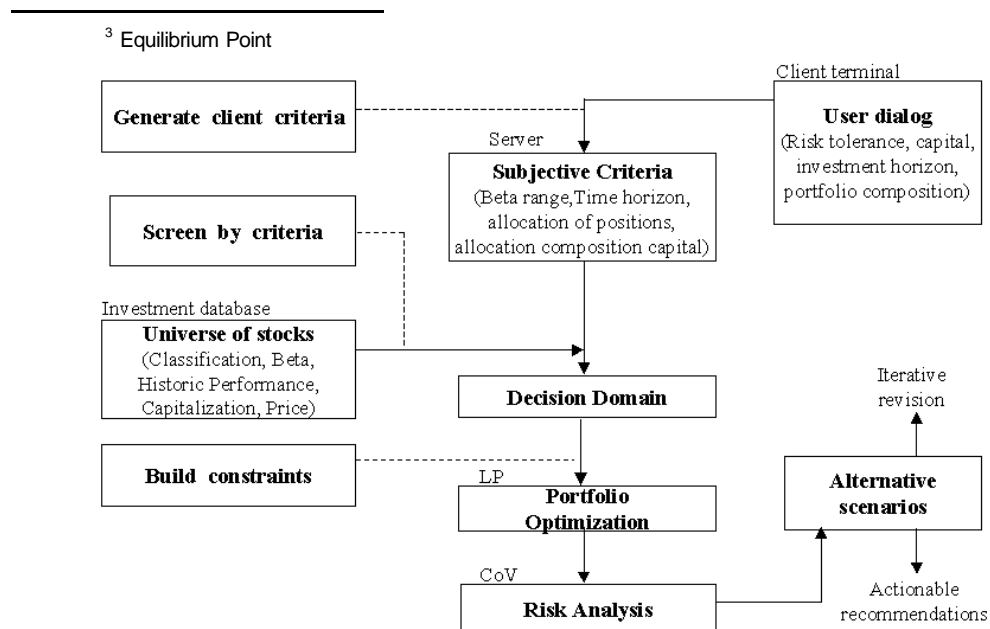 3 Equilibrium Point
Client terminal
Generate client criteria
User dialog
(Risk tolerance, capital,
investment horizon,
portfolio composition)
Server
Subjective Criteria
(Beta range,Time horizon,
allocation of positions,
allocation composition capital)
Screen by criteria
Investment database
Universe of stocks
(Classification, Beta,
Historic Performance,
Capitalization, Price)
Decision Domain
Iterative
revision
Build constraints
LP
Portfolio
Optimization
Alternative
scenarios
CoV
Risk Analysis
Actionable
recommendations